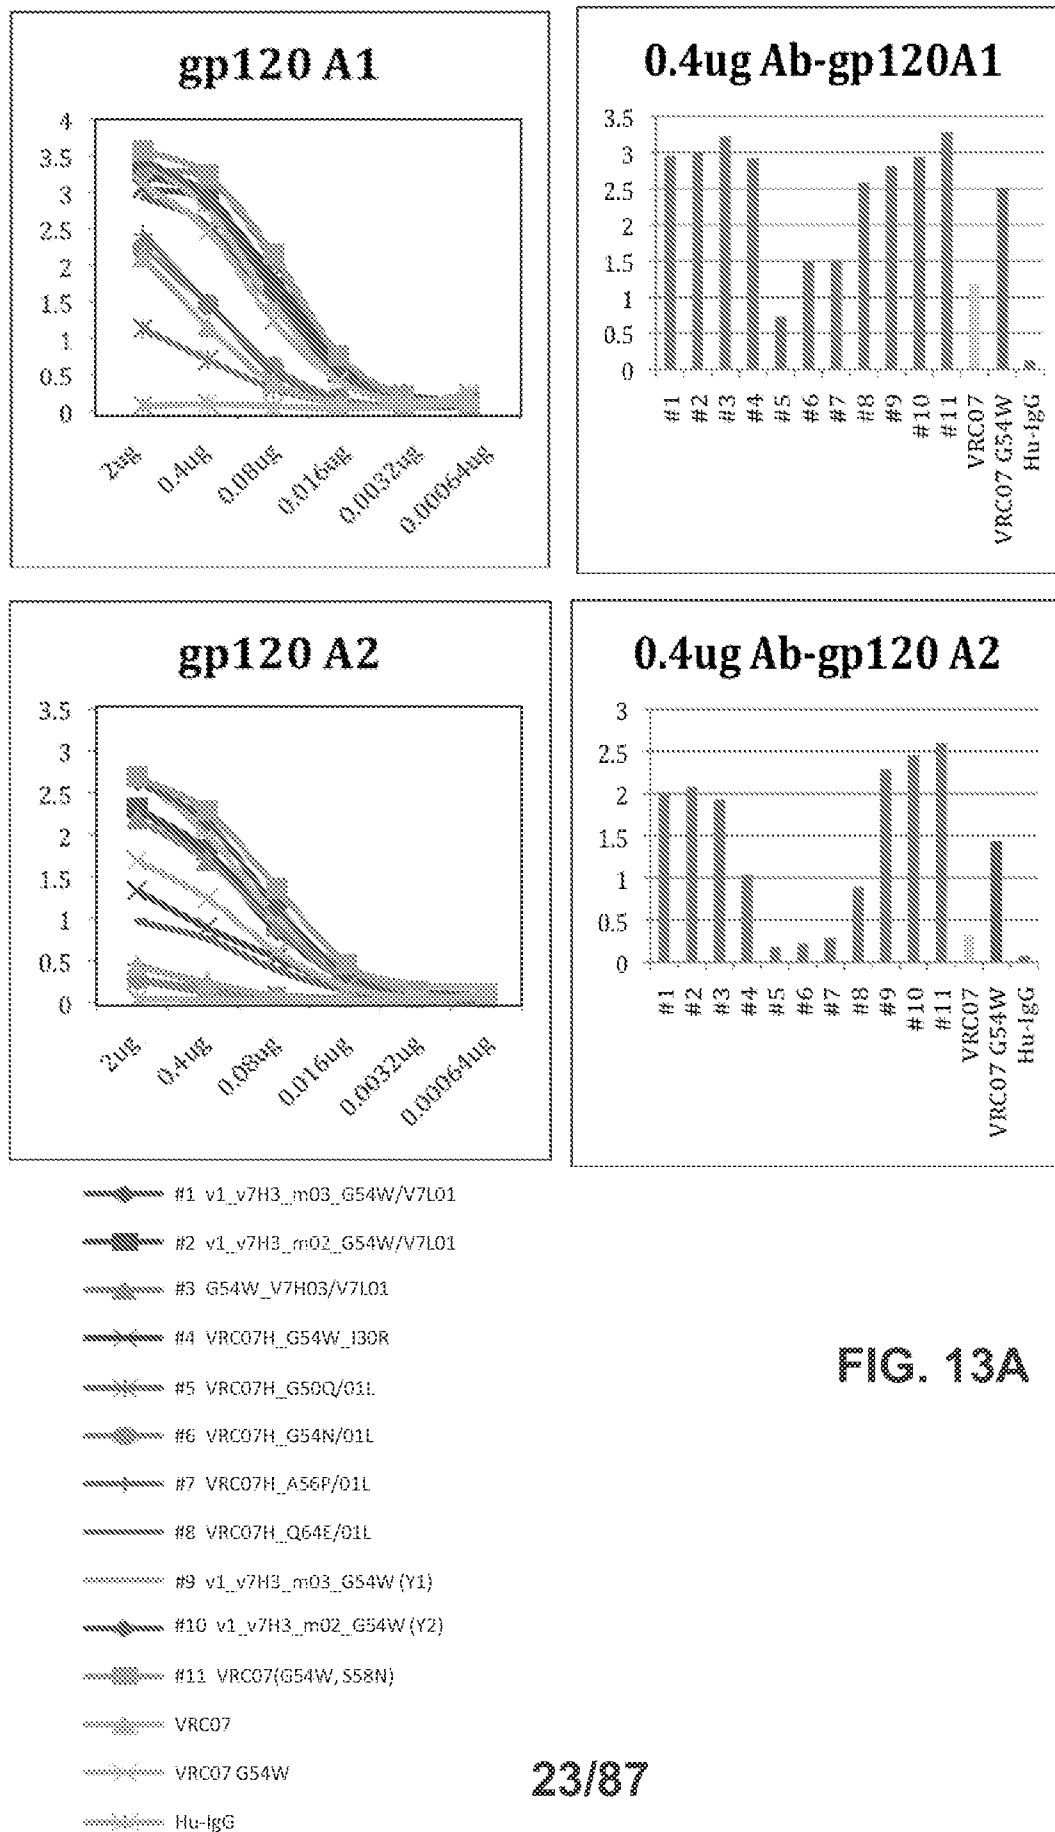 gp120 A1
4
3.5
3
2.5
2
1.5
1
0.5
0
2ug
0.4ug
0.08ug
0.016ug
0.0032ug
0.00064ug
0.4ug Ab-gp120A1
3.5
3
2.5
2
1.5
1
0.5
0
#1
#2
#3
#4
#5
#6
#7
#8
#9
#10
#11
VRC07
VRC07 G54W
Hu-IgG
gp120 A2
3.5
3
2.5
2
1.5
1
0.5
0
2ug
0.4ug
0.08ug
0.016ug
0.0032ug
0.00064ug
0.4ug Ab-gp120 A2
3
2.5
2
1.5
1
0.5
0
#1
#2
#3
#4
#5
#6
#7
#8
#9
#10
#11
VRC07
VRC07 G54W
Hu-IgG
#1 v1_v7H3_m03_G54W/V7L01
#2 v1_v7H3_m02_G54W/V7L01
#3 G54W_V7H03/V7L01
#4 VRC07H_G54W_I30R
#5 VRC07H_G50Q/01L
#6 VRC07H_G54N/01L
#7 VRC07H_A56P/01L
#8 VRC07H_Q64E/01L
#9 v1_v7H3_m03_G54W (Y1)
#10 v1_v7H3_m02_G54W (Y2)
#11 VRC07(G54W, S58N)
VRC07
VRC07 G54W
Hu-IgG
FIG. 13A
23/87